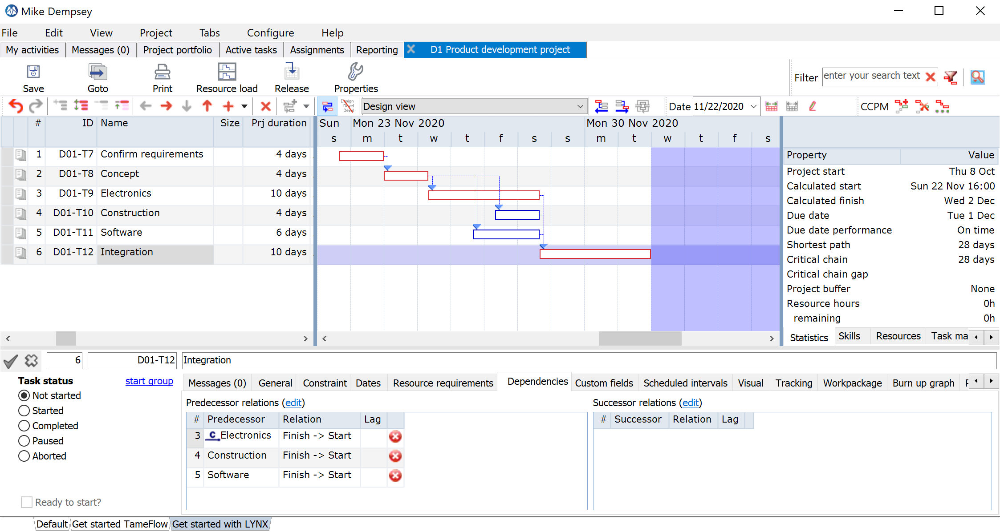 Mike Dempsey
File Edit View Project Tabs Configure Help
My activities Messages (0) Project portfolio Active tasks Assignments Reporting D1 Product development project
Save Goto Print Resource load Release Properties Filter enter your search text
Design Devel Devel Design view Date 11/22/2020 CCPM
# ID Name Size Prj duration
Sun Mon 23 Nov 2020 Mon 30 Nov 2020
s m t w t f s s m t w t f s
1 D01-T7 Confirm requirements 4 days
2 D01-T8 Concept 4 days
3 D01-T9 Electronics 10 days
4 D01-T10 Construction 4 days
5 D01-T11 Software 6 days
6 D01-T12 Integration 10 days
Property Value
Project start Thu 8 Oct
Calculated start Sun 22 Nov 16:00
Calculated finish Wed 2 Dec
Due date Tue 1 Dec
Due date performance On time
Shortest path 28 days
Critical chain 28 days
Critical chain gap
Project buffer None
Resource hours 0h
remaining 0h
Statistics Skills Resources Task ma
6 D01-T12 Integration
Task status start group
Not started
Started
Completed
Paused
Aborted
Ready to start?
Messages (0) General Constraint Dates Resource requirements Dependencies Custom fields Scheduled intervals Visual Tracking Workpackage Burn up graph
Predecessor relations (edit)
# Predecessor Relation Lag
3 C Electronics Finish -> Start
4 Construction Finish -> Start
5 Software Finish -> Start
Successor relations (edit)
# Successor Relation Lag
Default Get started TameFlow Get started with LYNX